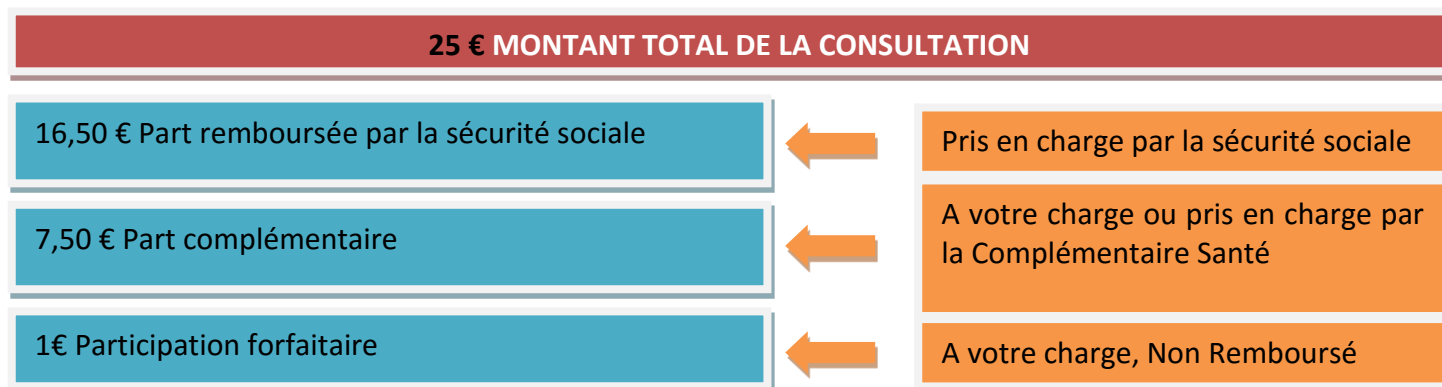 25 € MONTANT TOTAL DE LA CONSULTATION
16,50 € Part remboursée par la sécurité sociale
Pris en charge par la sécurité sociale
7,50 € Part complémentaire
A votre charge ou pris en charge par
la Complémentaire Santé
1€ Participation forfaitaire
A votre charge, Non Remboursé